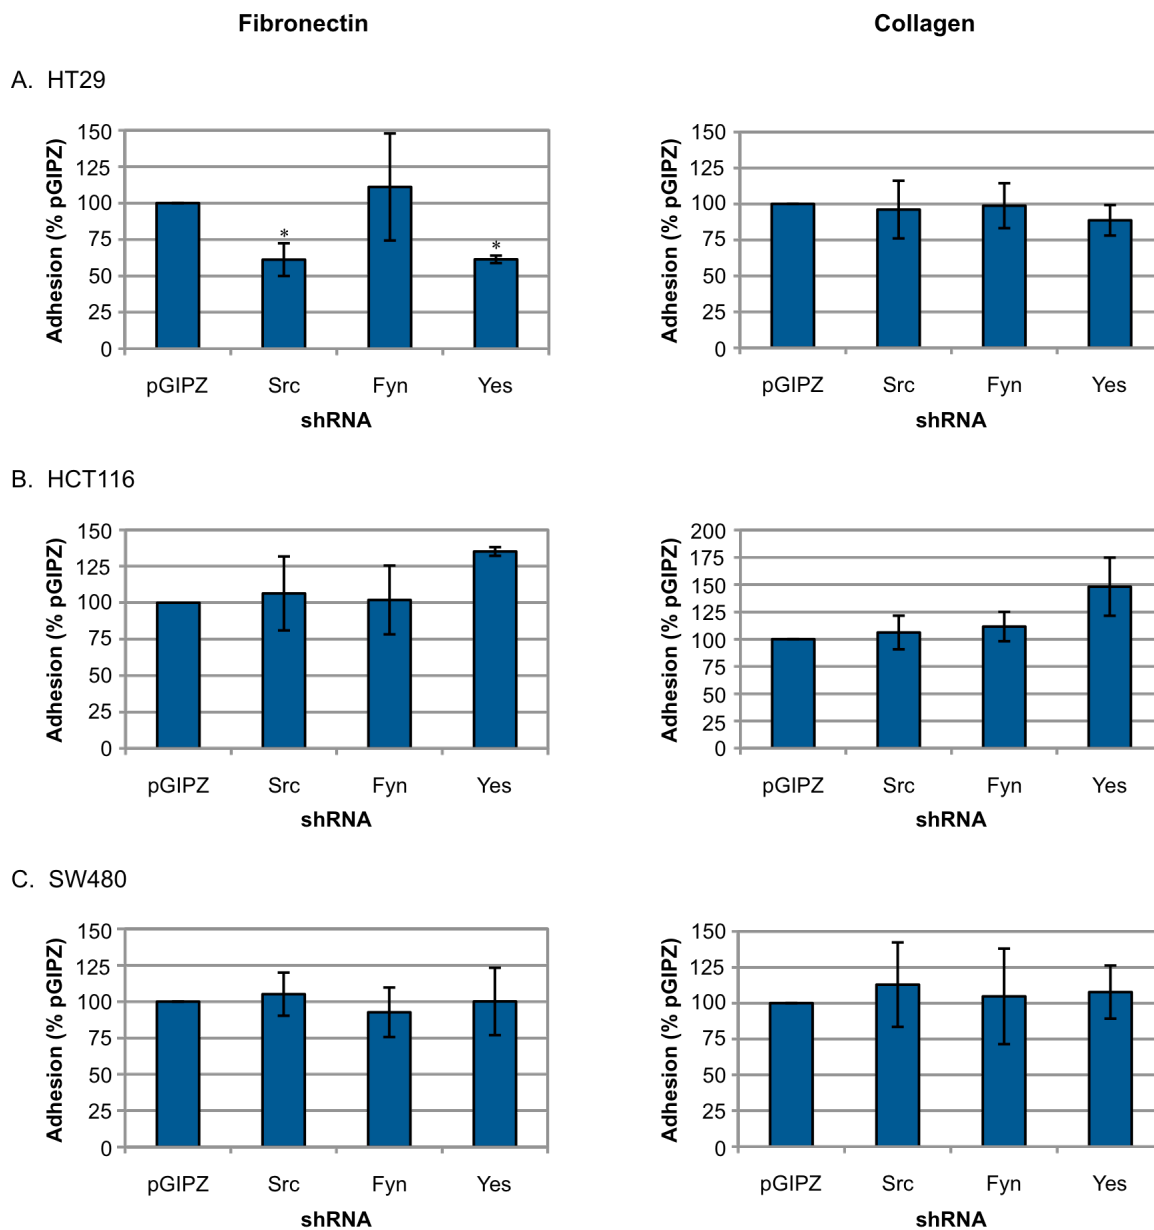 Fibronectin
Collagen
A. HT29
Adhesion (% pGIPZ)
150
125
100
75
50
25
0
*
*
pGIPZ Src Fyn Yes
shRNA
Adhesion (% pGIPZ)
150
125
100
75
50
25
0
pGIPZ Src Fyn Yes
shRNA
B. HCT116
Adhesion (% pGIPZ)
150
125
100
75
50
25
0
pGIPZ Src Fyn Yes
shRNA
Adhesion (% pGIPZ)
200
175
150
125
100
75
50
25
0
pGIPZ Src Fyn Yes
shRNA
C. SW480
Adhesion (% pGIPZ)
150
125
100
75
50
25
0
pGIPZ Src Fyn Yes
shRNA
Adhesion (% pGIPZ)
150
125
100
75
50
25
0
pGIPZ Src Fyn Yes
shRNA